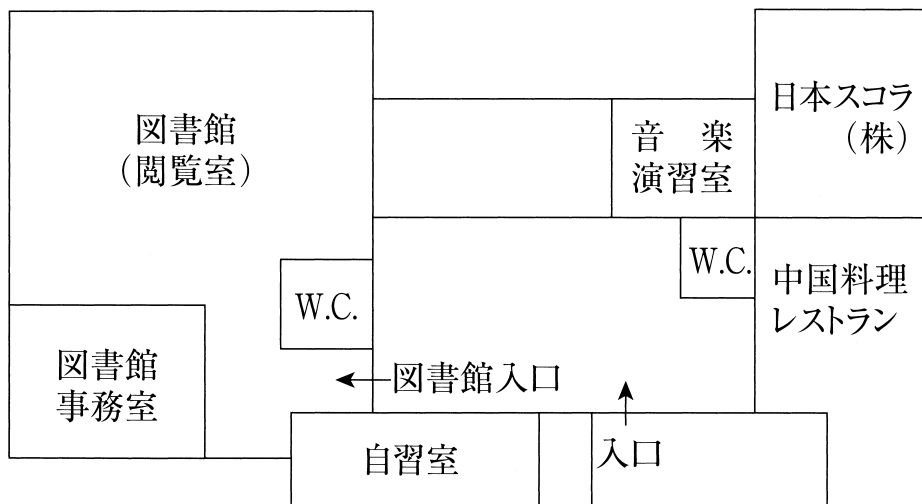 図書館
（閲覧室）
音　楽
演習室
日本スコラ
（株）
W.C.
W.C.
中国料理
レストラン
図書館
事務室
図書館入口
自習室
入口